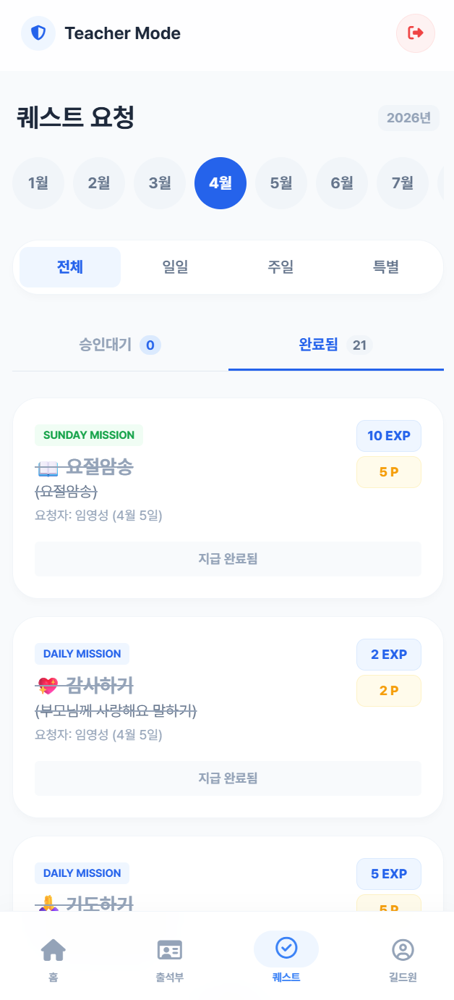 Teacher Mode
퀘스트 요청
2026년
1월 2월 3월 4월 5월 6월 7월
전체 일일 주일 특별
승인대기 0 완료됨 21
SUNDAY MISSION
10 EXP
📖 요절암송
5 P
(요절암송)
요청자: 임영성 (4월 5일)
지급 완료됨
DAILY MISSION
2 EXP
💖 감사하기
2 P
(부모님께 사랑해요 말하기)
요청자: 임영성 (4월 5일)
지급 완료됨
DAILY MISSION
5 EXP
🙏 기도하기
5 P
홈 출석부 퀘스트 길드원